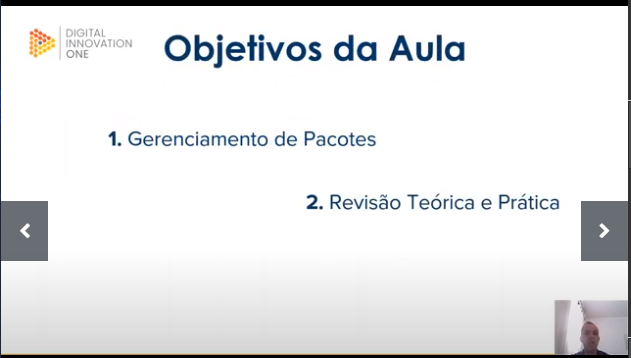 DIGITAL
INNOVATION
ONE
Objetivos da Aula
1. Gerenciamento de Pacotes
2. Revisão Teórica e Prática